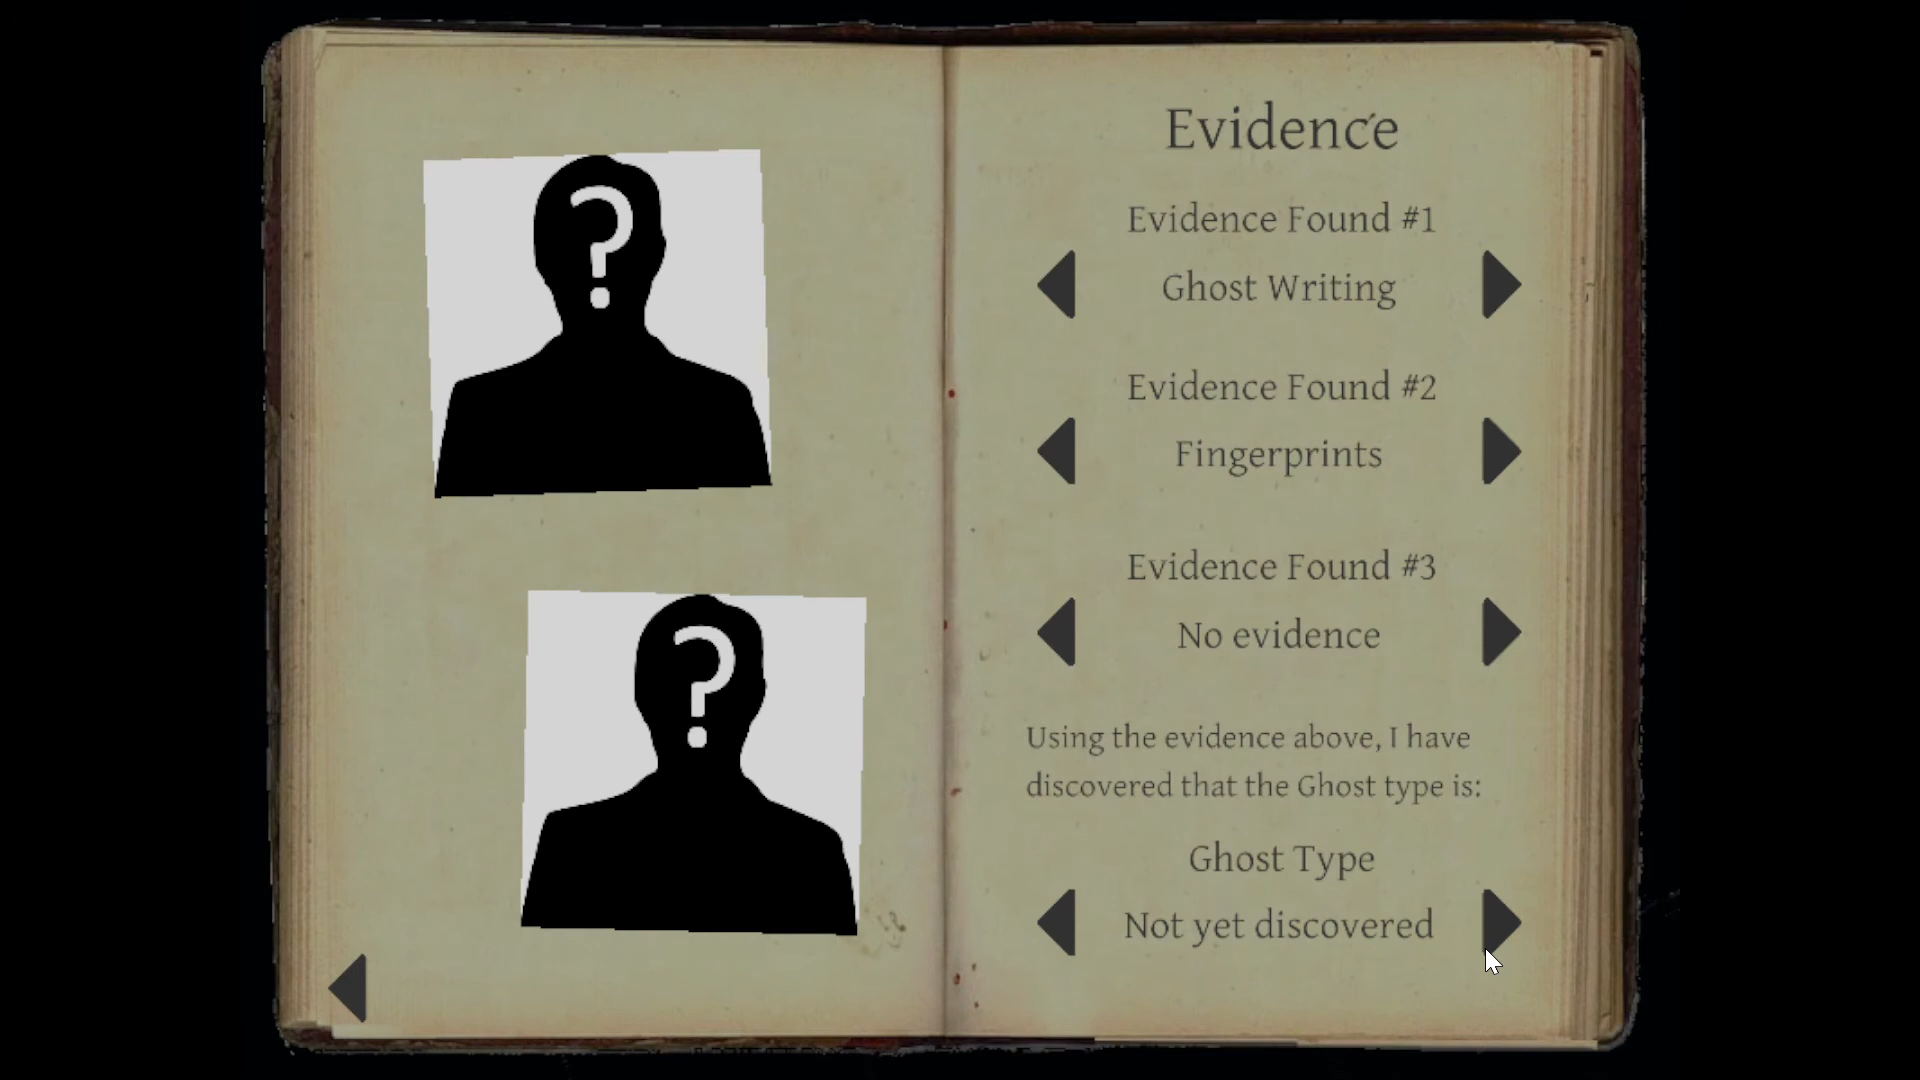 ?
?
Evidence
Evidence Found #1
Ghost Writing
Evidence Found #2
Fingerprints
Evidence Found #3
No evidence
Using the evidence above, I have
discovered that the Ghost type is:
Ghost Type
Not yet discovered